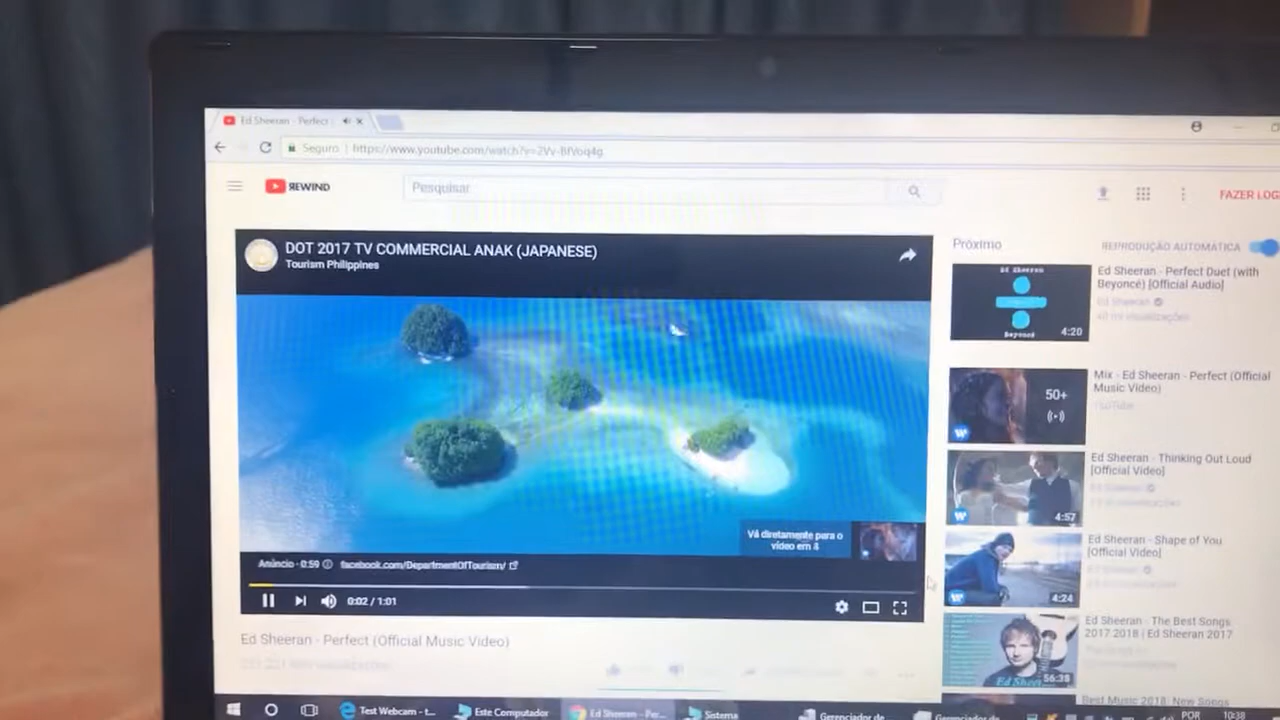 Ed Sheeran - Perfect
Seguro | https://www.youtube.com/watch?v=2Vv-BfVoq4g
REWIND
Pesquisar
FAZER LOG
DOT 2017 TV COMMERCIAL ANAK (JAPANESE)
Tourism Philippines
Vá diretamente para o
vídeo em
Anúncio · 0:59
facebook.com/DepartmentOfTourism/
0:02 / 1:01
Ed Sheeran - Perfect (Official Music Video)
Próximo
REPRODUÇÃO AUTOMÁTICA
Ed Sheeran
Beyoncé
4:20
Ed Sheeran - Perfect Duet (with
Beyoncé) [Official Audio]
Ed Sheeran
50+
Mix - Ed Sheeran - Perfect (Official
Music Video)
YouTube
4:57
Ed Sheeran - Thinking Out Loud
[Official Video]
4:24
Ed Sheeran - Shape of You
[Official Video]
Ed Shee
56:38
Ed Sheeran - The Best Songs
2017 2018 | Ed Sheeran 2017
Best Music 2018: New Songs
Test Webcam - t...
Este Computador
Ed Sheeran - Per...
Sistema
Gerenciador de
Gerenciador de
POR
10:38